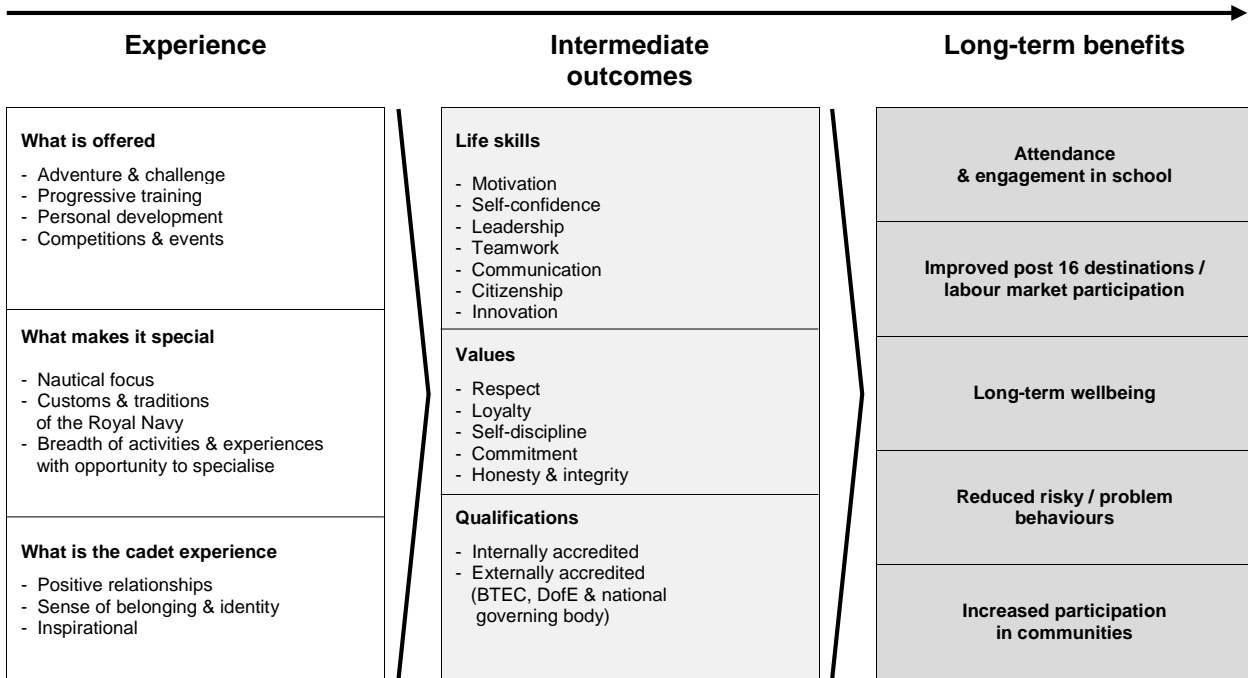 Experience
Intermediate
outcomes
Long-term benefits
What is offered
- Adventure & challenge
- Progressive training
- Personal development
- Competitions & events
What makes it special
- Nautical focus
- Customs & traditions
of the Royal Navy
- Breadth of activities & experiences
with opportunity to specialise
What is the cadet experience
- Positive relationships
- Sense of belonging & identity
- Inspirational
Life skills
- Motivation
- Self-confidence
- Leadership
- Teamwork
- Communication
- Citizenship
- Innovation
Values
- Respect
- Loyalty
- Self-discipline
- Commitment
- Honesty & integrity
Qualifications
- Internally accredited
- Externally accredited
(BTEC, DofE & national
governing body)
Attendance
& engagement in school
Improved post 16 destinations /
labour market participation
Long-term wellbeing
Reduced risky / problem
behaviours
Increased participation
in communities